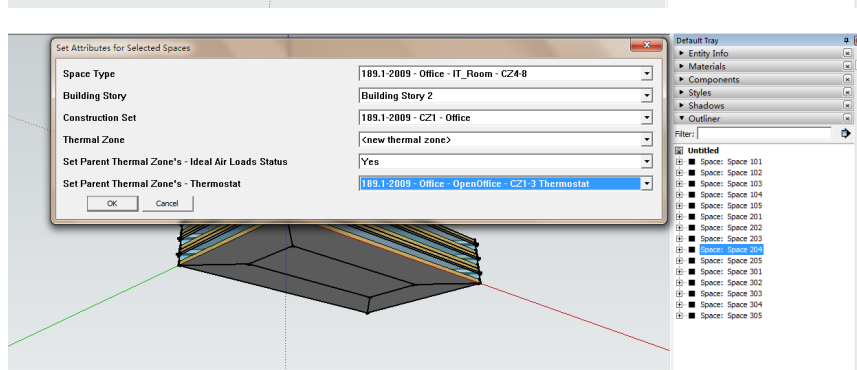 Set Attributes for Selected Spaces
Space Type 189.1-2009 - Office - IT_Room - CZ4-8
Building Story Building Story 2
Construction Set 189.1-2009 - CZ1 - Office
Thermal Zone <new thermal zone>
Set Parent Thermal Zone's - Ideal Air Loads Status Yes
Set Parent Thermal Zone's - Thermostat 189.1-2009 - Office - OpenOffice - CZ1-3 Thermostat
OK Cancel
Default Tray
Entity Info
Materials
Components
Styles
Shadows
Outliner
Filter:
Untitled
Space: Space 101
Space: Space 102
Space: Space 103
Space: Space 104
Space: Space 105
Space: Space 201
Space: Space 202
Space: Space 203
Space: Space 204
Space: Space 205
Space: Space 301
Space: Space 302
Space: Space 303
Space: Space 304
Space: Space 305